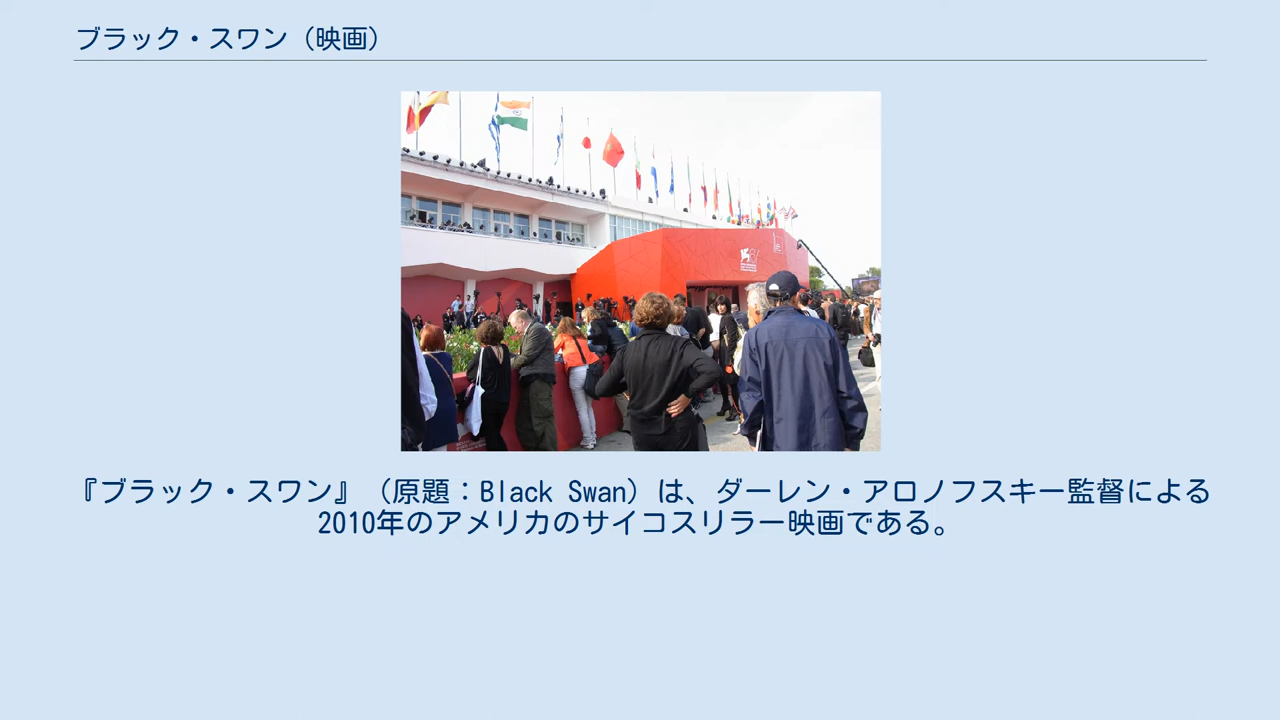 ブラック・スワン（映画）
『ブラック・スワン』（原題：Black Swan）は、ダーレン・アロノフスキー監督による
2010年のアメリカのサイコスリラー映画である。